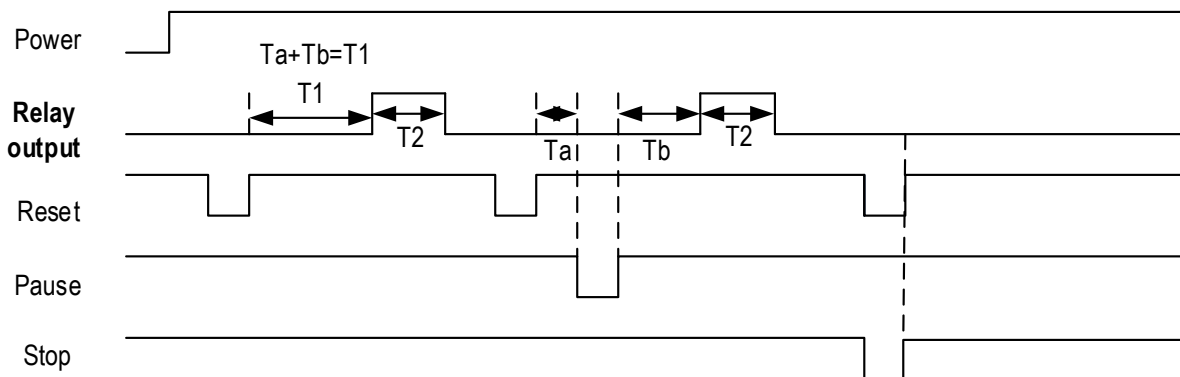 Power
Ta+Tb=T1
T1
Relay
output
T2
Ta
Tb
T2
Reset
Pause
Stop